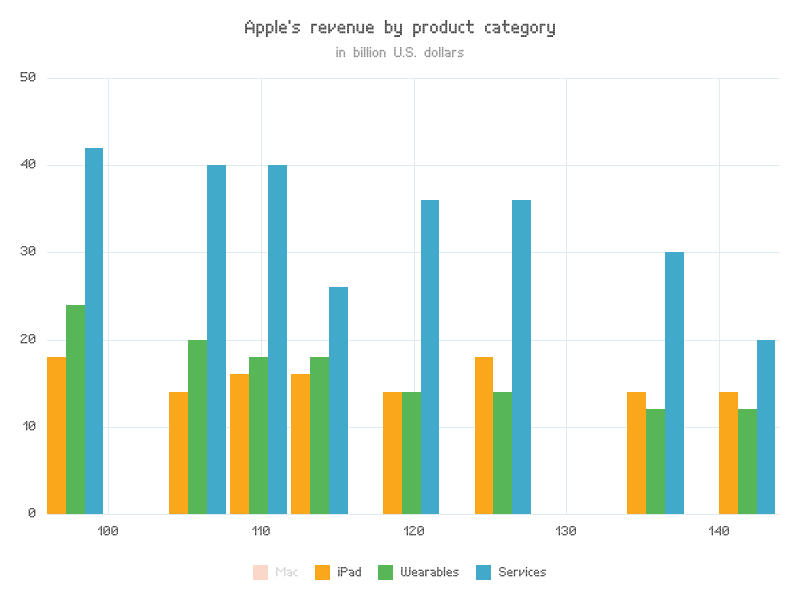 Apple's revenue by product category
in billion U.S. dollars
50
40
30
20
10
0
100 110 120 130 140
Mac iPad Wearables Services